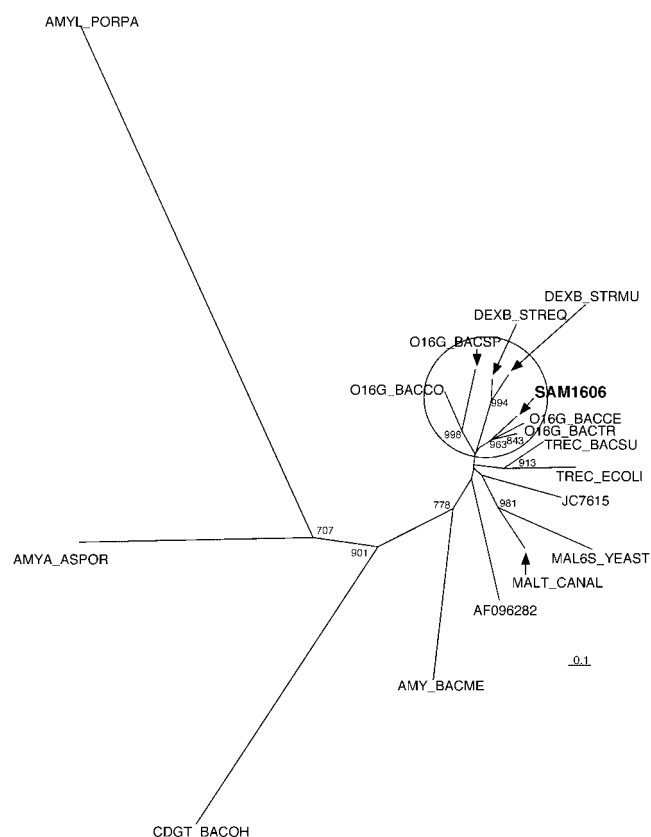 AMYL_PORPA
DEXB_STRMU
DEXB_STREQ
O16G_BACSP
O16G_BACCO
SAM1606
994
O16G_BACCE
O16G_BACTR
998
963
843
TREC_BACSU
913
TREC_ECOLI
JC7615
981
778
707
901
AMYA_ASPOR
MAL6S_YEAST
MALT_CANAL
AF096282
0.1
AMY_BACME
CDGT_BACOH